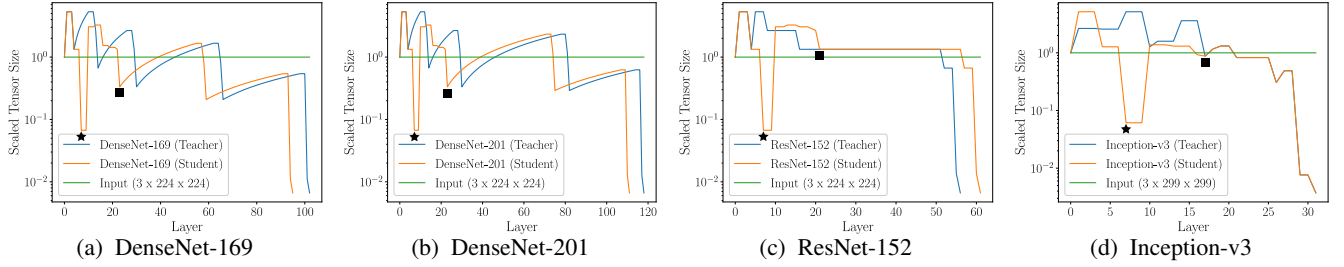 Scaled Tensor Size
10^0
10^{-1}
10^{-2}
DenseNet-169 (Teacher)
DenseNet-169 (Student)
Input (3 x 224 x 224)
0 20 40 60 80 100
Layer
(a) DenseNet-169
Scaled Tensor Size
10^0
10^{-1}
10^{-2}
DenseNet-201 (Teacher)
DenseNet-201 (Student)
Input (3 x 224 x 224)
0 20 40 60 80 100 120
Layer
(b) DenseNet-201
Scaled Tensor Size
10^0
10^{-1}
10^{-2}
ResNet-152 (Teacher)
ResNet-152 (Student)
Input (3 x 224 x 224)
0 10 20 30 40 50 60
Layer
(c) ResNet-152
Scaled Tensor Size
10^0
10^{-1}
10^{-2}
Inception-v3 (Teacher)
Inception-v3 (Student)
Input (3 x 299 x 299)
0 5 10 15 20 25 30
Layer
(d) Inception-v3